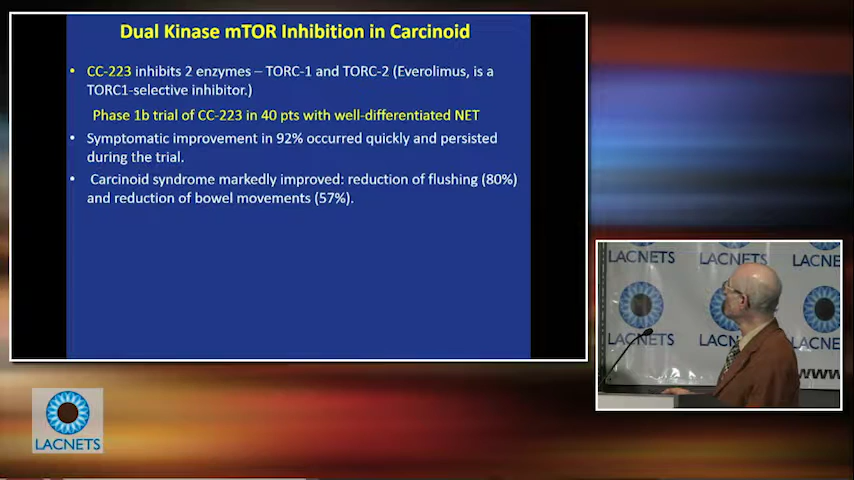 Dual Kinase mTOR Inhibition in Carcinoid
• CC-223 inhibits 2 enzymes – TORC-1 and TORC-2 (Everolimus, is a
TORC1-selective inhibitor.)
Phase 1b trial of CC-223 in 40 pts with well-differentiated NET
• Symptomatic improvement in 92% occurred quickly and persisted
during the trial.
• Carcinoid syndrome markedly improved: reduction of flushing (80%)
and reduction of bowel movements (57%).
LACNETS LACNETS LACNETS
LACNETS LACN LACNETS
www
LACNETS